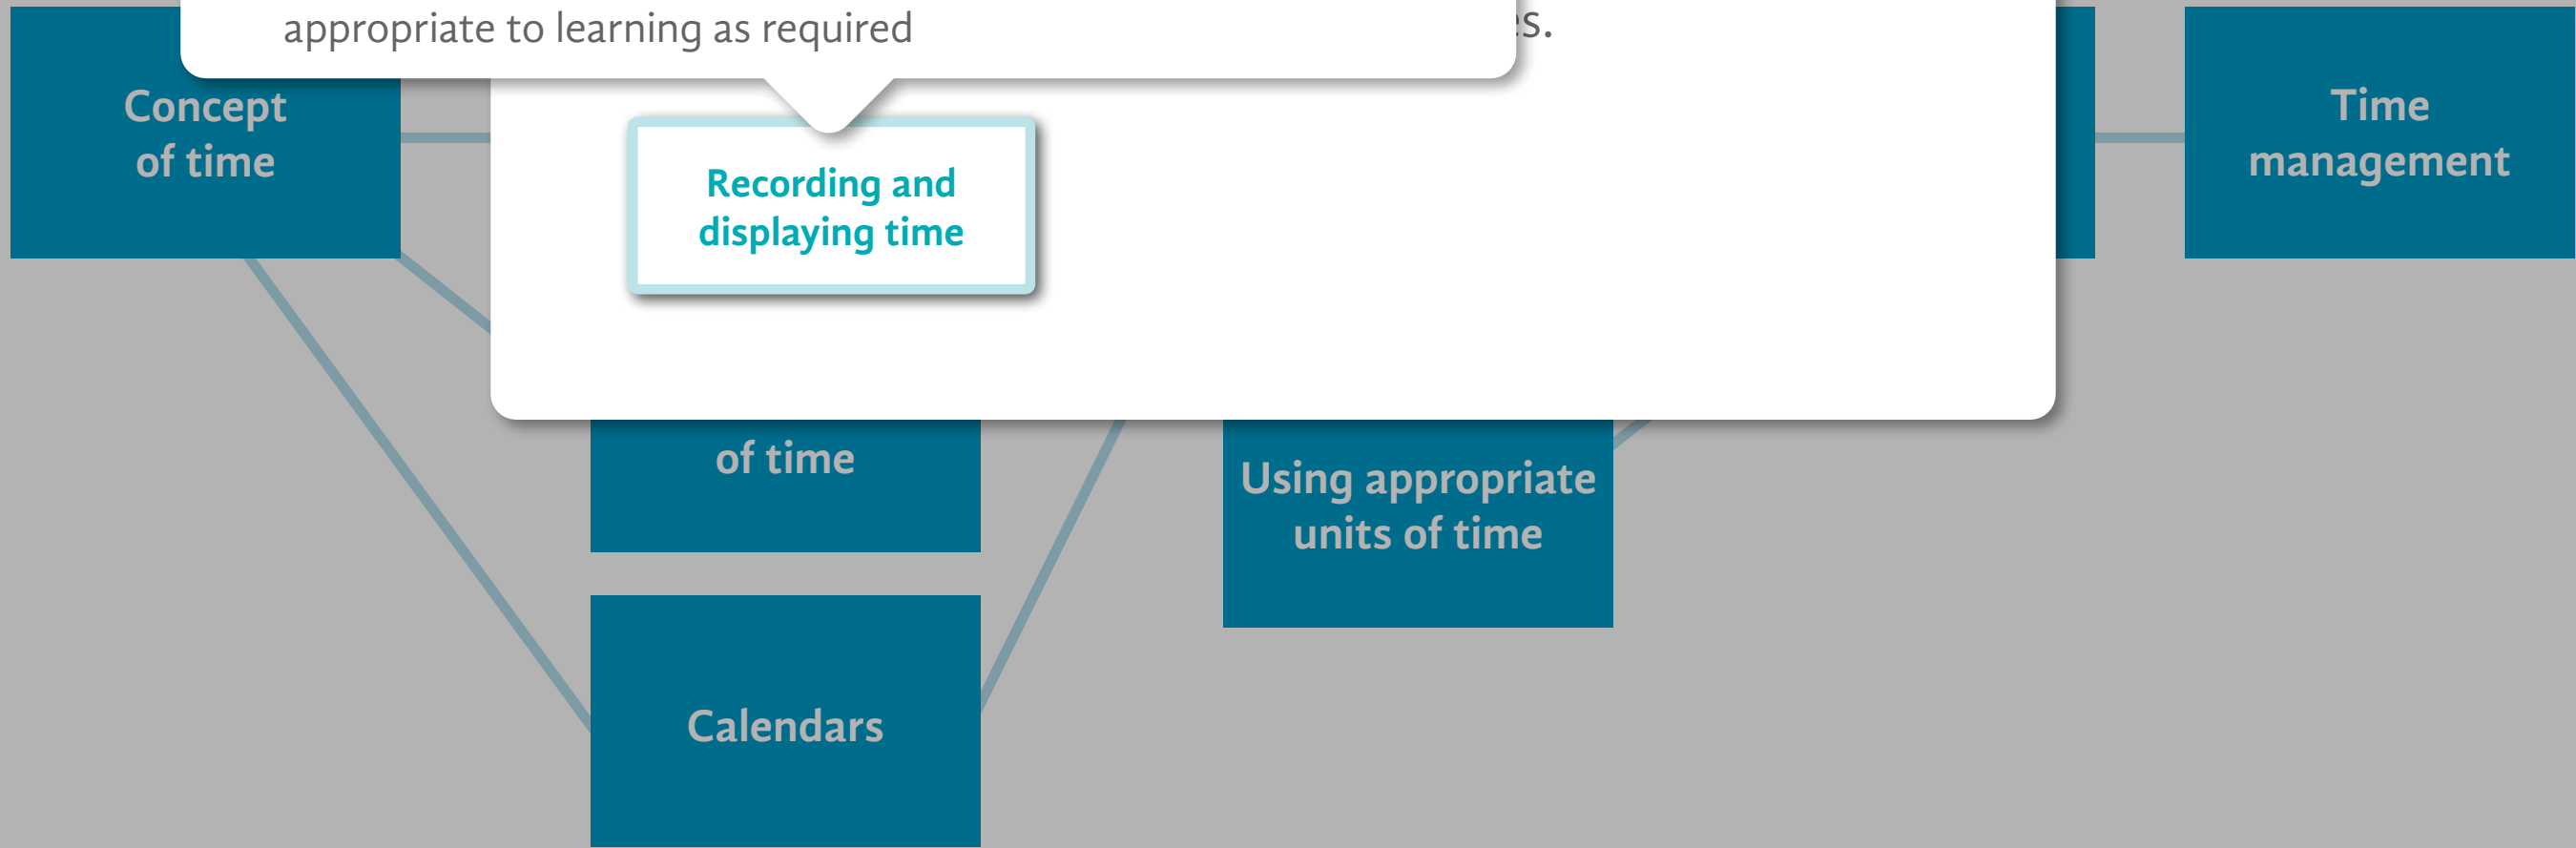 appropriate to learning as required
Concept
of time
Recording and
displaying time
Time
management
of time
Using appropriate
units of time
Calendars